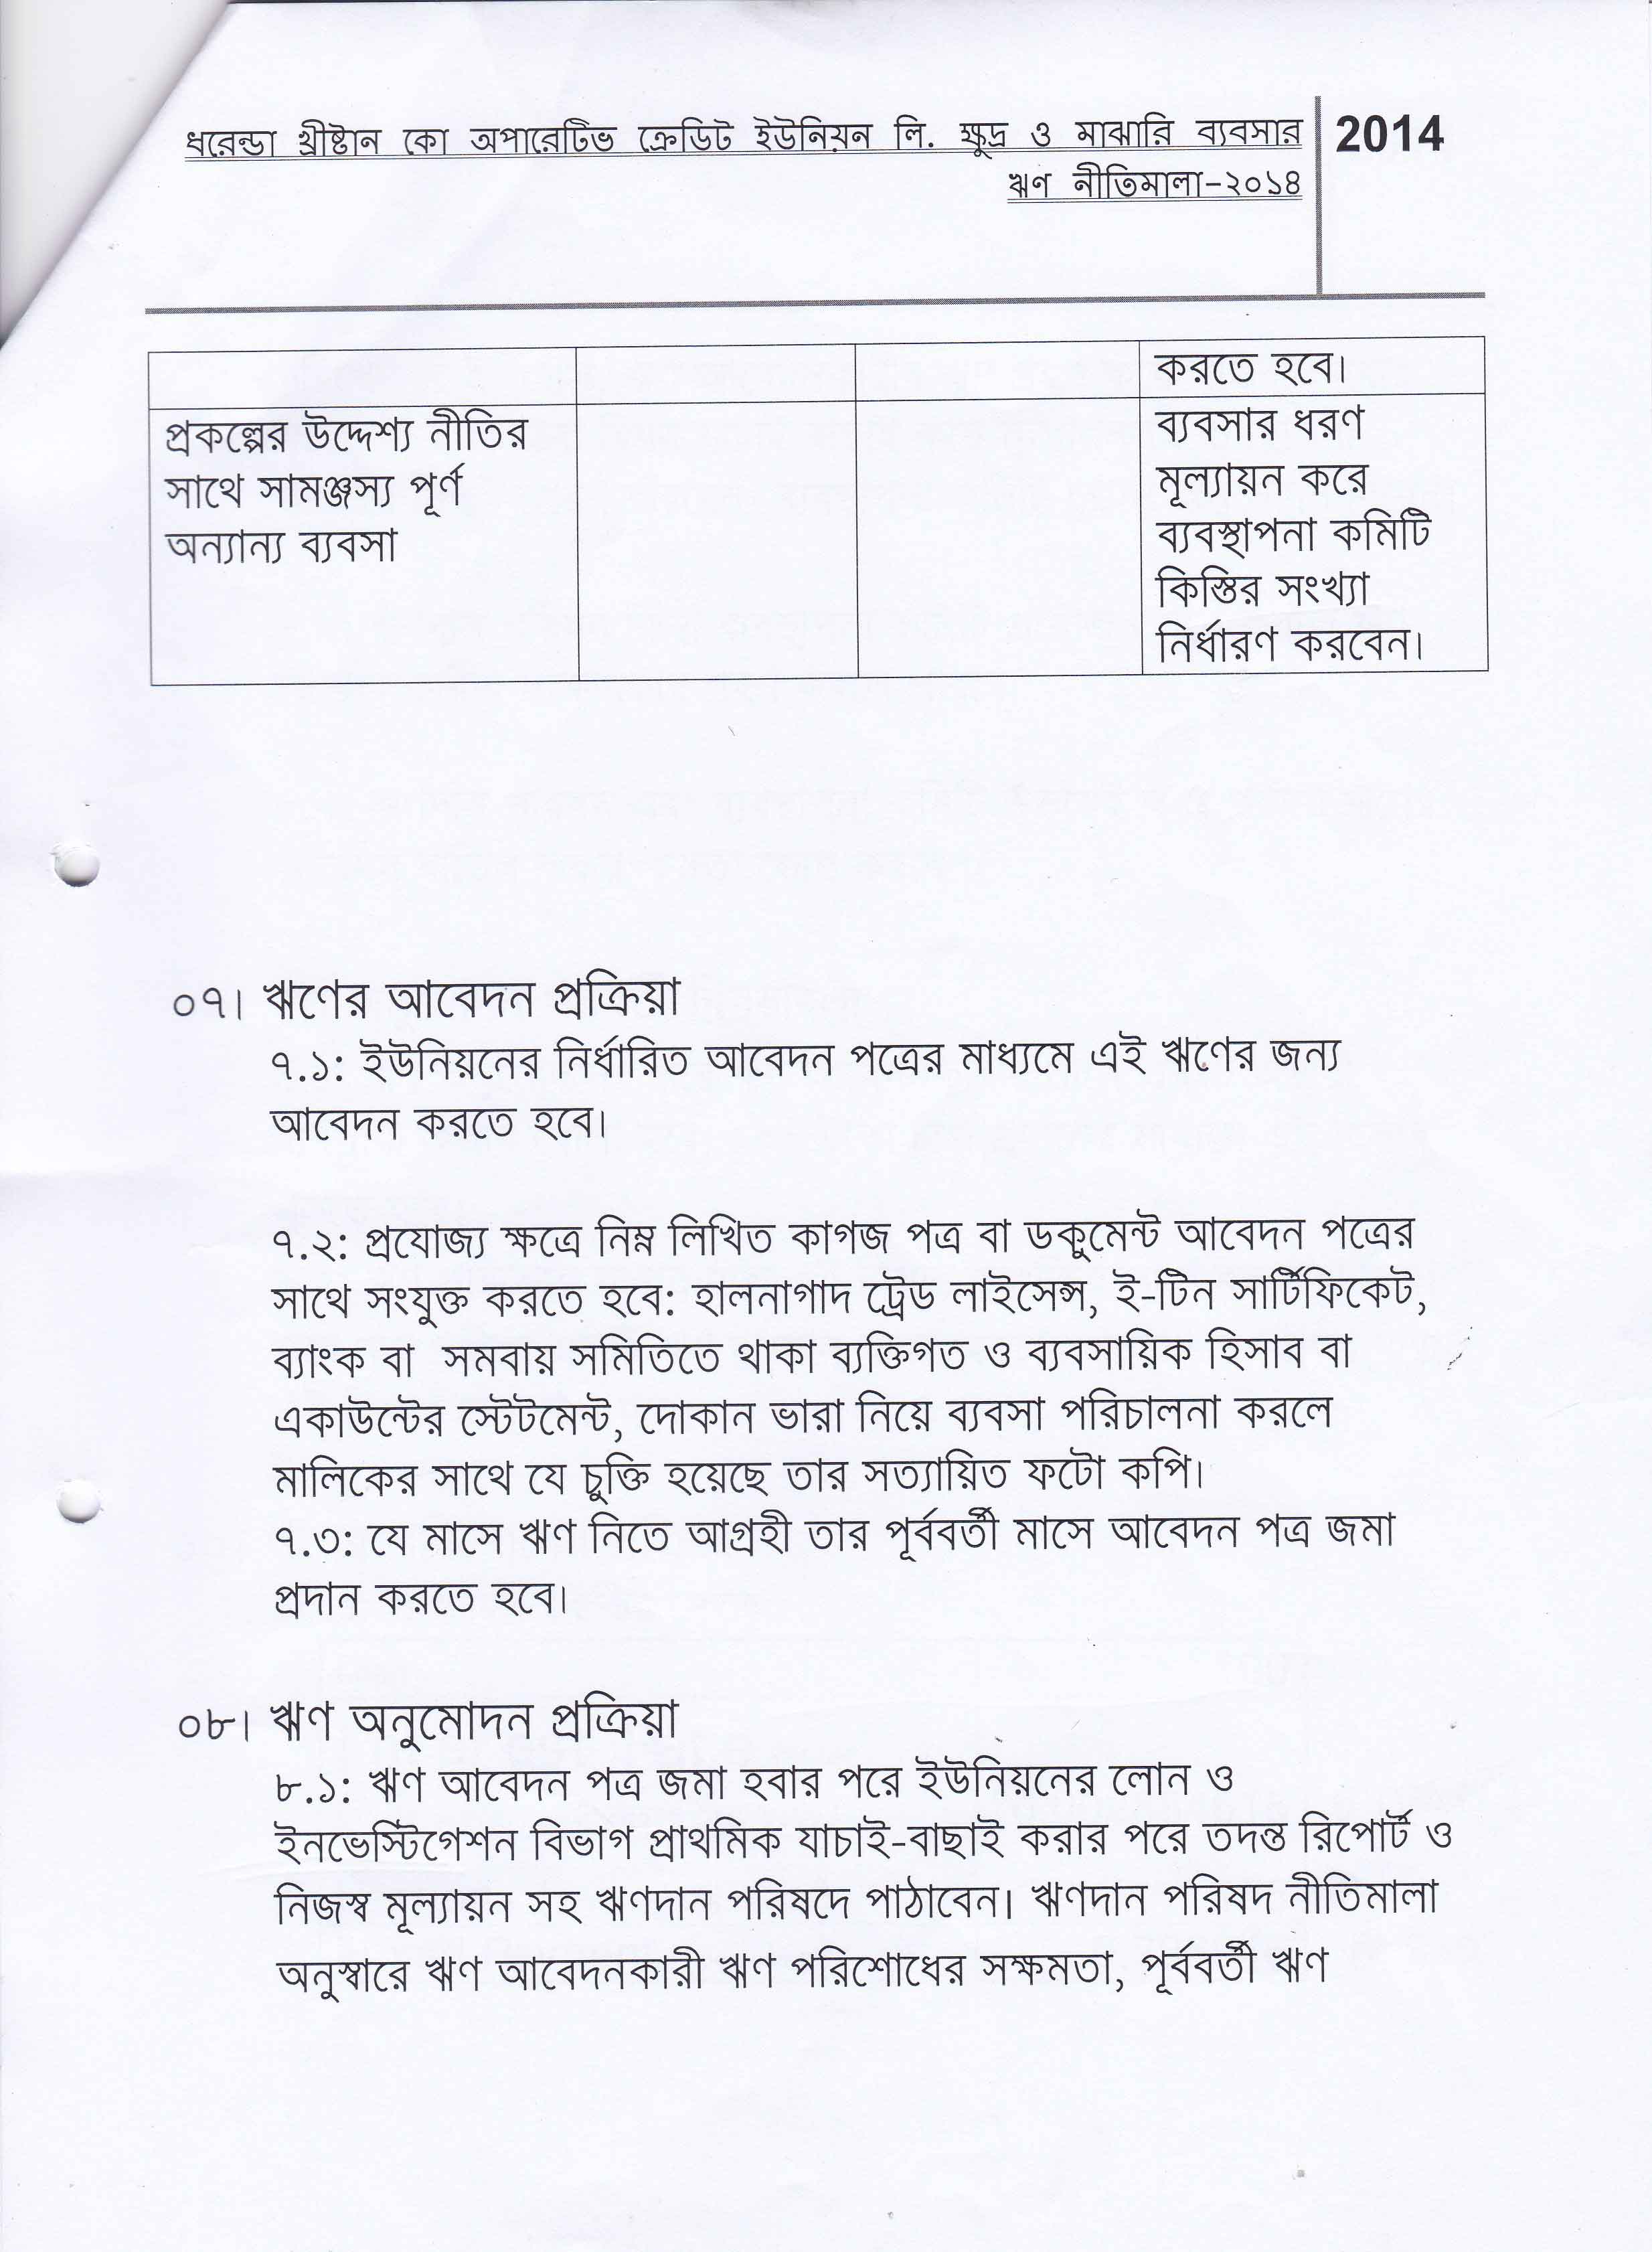 ধরেন্ডা খ্রীষ্টান কো অপারেটিভ ক্রেডিট ইউনিয়ন লি. ক্ষুদ্র ও মাঝারি ব্যবসার
ঋণ নীতিমালা-২০১৪
2014
করতে হবে।
প্রকল্পের উদ্দেশ্য নীতির
সাথে সামঞ্জস্য পূর্ণ
অন্যান্য ব্যবসা
ব্যবসার ধরণ
মূল্যায়ন করে
ব্যবস্থাপনা কমিটি
কিস্তির সংখ্যা
নির্ধারণ করবেন।
০৭। ঋণের আবেদন প্রক্রিয়া
৭.১: ইউনিয়নের নির্ধারিত আবেদন পত্রের মাধ্যমে এই ঋণের জন্য
আবেদন করতে হবে।
৭.২: প্রযোজ্য ক্ষত্রে নিম্ন লিখিত কাগজ পত্র বা ডকুমেন্ট আবেদন পত্রের
সাথে সংযুক্ত করতে হবে: হালনাগাদ ট্রেড লাইসেন্স, ই-টিন সার্টিফিকেট,
ব্যাংক বা সমবায় সমিতিতে থাকা ব্যক্তিগত ও ব্যবসায়িক হিসাব বা
একাউন্টের স্টেটমেন্ট, দোকান ভারা নিয়ে ব্যবসা পরিচালনা করলে
মালিকের সাথে যে চুক্তি হয়েছে তার সত্যায়িত ফটো কপি।
৭.৩: যে মাসে ঋণ নিতে আগ্রহী তার পূর্ববর্তী মাসে আবেদন পত্র জমা
প্রদান করতে হবে।
০৮। ঋণ অনুমোদন প্রক্রিয়া
৮.১: ঋণ আবেদন পত্র জমা হবার পরে ইউনিয়নের লোন ও
ইনভেস্টিগেশন বিভাগ প্রাথমিক যাচাই-বাছাই করার পরে তদন্ত রিপোর্ট ও
নিজস্ব মূল্যায়ন সহ ঋণদান পরিষদে পাঠাবেন। ঋণদান পরিষদ নীতিমালা
অনুস্বারে ঋণ আবেদনকারী ঋণ পরিশোধের সক্ষমতা, পূর্ববর্তী ঋণ